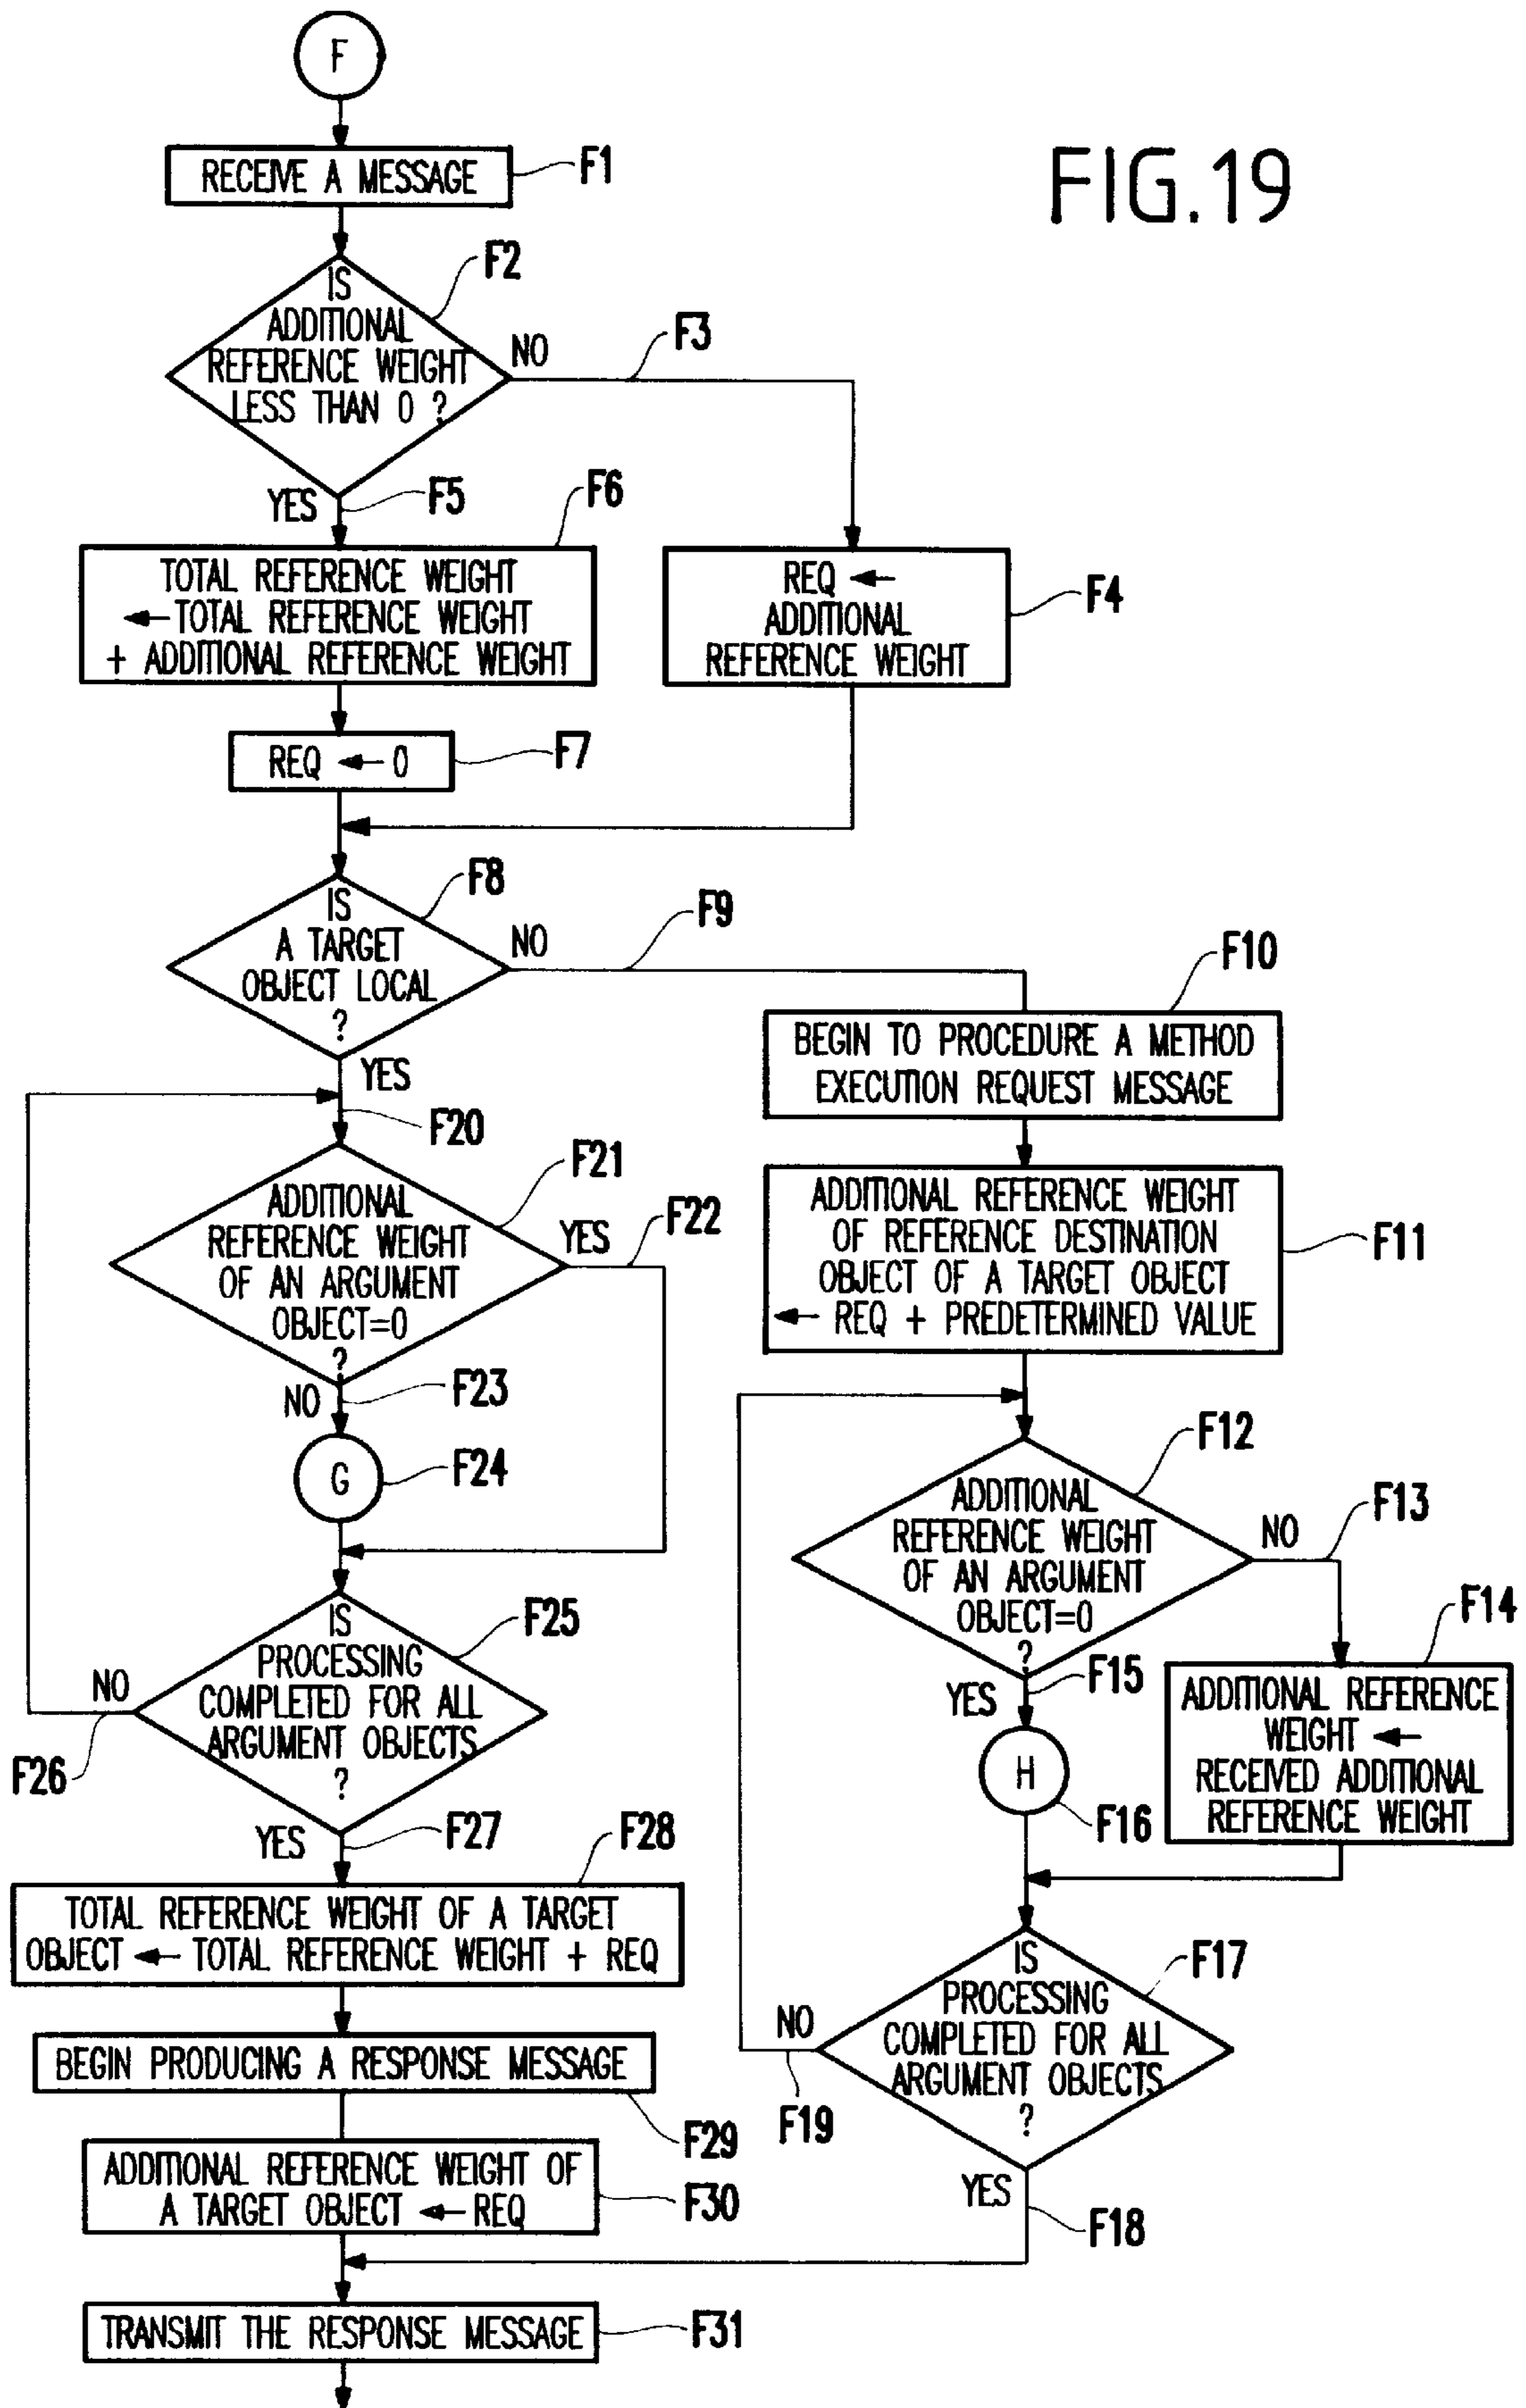 F
FIG.19
RECEIVE A MESSAGE
F1
F2
IS
ADDITIONAL
REFERENCE WEIGHT
LESS THAN 0 ?
NO
F3
YES
F5
F6
TOTAL REFERENCE WEIGHT
← TOTAL REFERENCE WEIGHT
+ ADDITIONAL REFERENCE WEIGHT
REQ ←
ADDITIONAL
REFERENCE WEIGHT
F4
REQ ← 0
F7
F8
IS
A TARGET
OBJECT LOCAL
?
NO
F9
YES
F20
F10
BEGIN TO PROCEDURE A METHOD
EXECUTION REQUEST MESSAGE
F21
ADDITIONAL
REFERENCE WEIGHT
OF AN ARGUMENT
OBJECT=0
?
YES
F22
NO
F23
ADDITIONAL REFERENCE WEIGHT
OF REFERENCE DESTINATION
OBJECT OF A TARGET OBJECT
← REQ + PREDETERMINED VALUE
F11
G
F24
F12
ADDITIONAL
REFERENCE WEIGHT
OF AN ARGUMENT
OBJECT=0
?
NO
F13
F14
ADDITIONAL REFERENCE
WEIGHT ←
RECEIVED ADDITIONAL
REFERENCE WEIGHT
YES
F15
H
F16
F25
IS
PROCESSING
COMPLETED FOR ALL
ARGUMENT OBJECTS
?
NO
F26
YES
F27
F28
TOTAL REFERENCE WEIGHT OF A TARGET
OBJECT ← TOTAL REFERENCE WEIGHT + REQ
F17
IS
PROCESSING
COMPLETED FOR ALL
ARGUMENT OBJECTS
?
NO
F19
YES
F18
BEGIN PRODUCING A RESPONSE MESSAGE
F29
ADDITIONAL REFERENCE WEIGHT OF
A TARGET OBJECT ← REQ
F30
TRANSMIT THE RESPONSE MESSAGE
F31